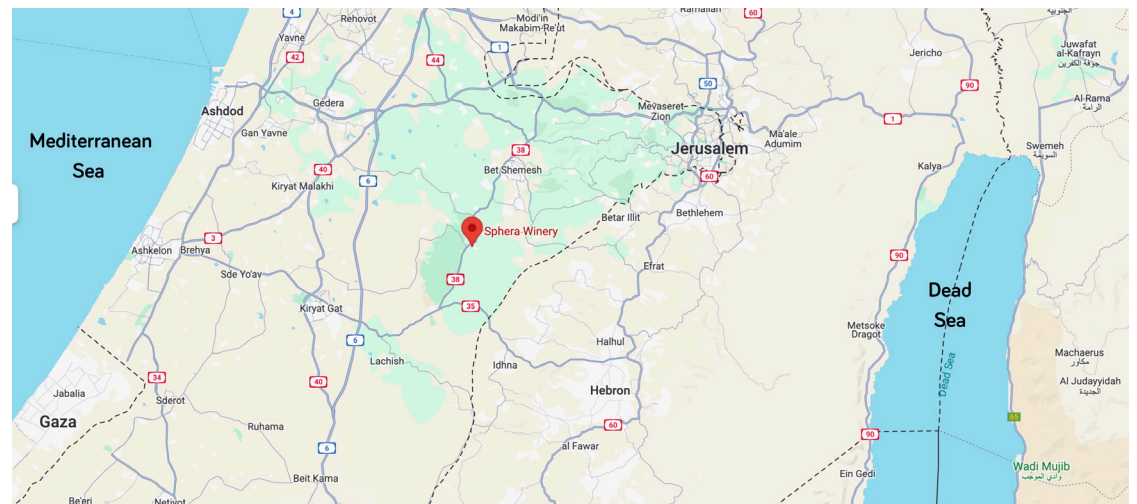 4
Rehovot
Modi'in
Makabim-Re'ut
Ramallah
60
الجنوبية
Yavne
42
44
1
Jericho
Juwafat
al-Kafrayn
جوفة الكفرين
Ashdod
Gedera
50
90
Mevaseret
Zion
Al-Rama
الرامة
Gan Yavne
38
1
Ma'ale
Adumim
Mediterranean
Sea
Jerusalem
Swemeh
السويمة
40
Bet Shemesh
Kalya
Kiryat Malakhi
6
60
Betar Illit
Bethlehem
Sphera Winery
3
Ashkelon
Brehya
90
Efrat
Sde Yo'av
38
Dead
Sea
Kiryat Gat
35
Metsoke
Dragot
6
Halhul
Machaerus
مكاور
Lachish
Idhna
Dead Sea
34
40
Hebron
Al Judayyidah
الجديدة
Jabalia
Sderot
65
Gaza
Ruhama
60
90
6
al Fawar
Wadi Mujib
وادي الموجب
Beit Kama
Ein Gedi
Be'eri
Netivot